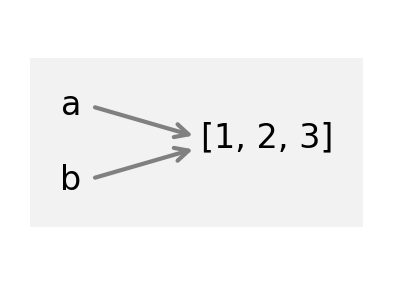 a
[1, 2, 3]
b